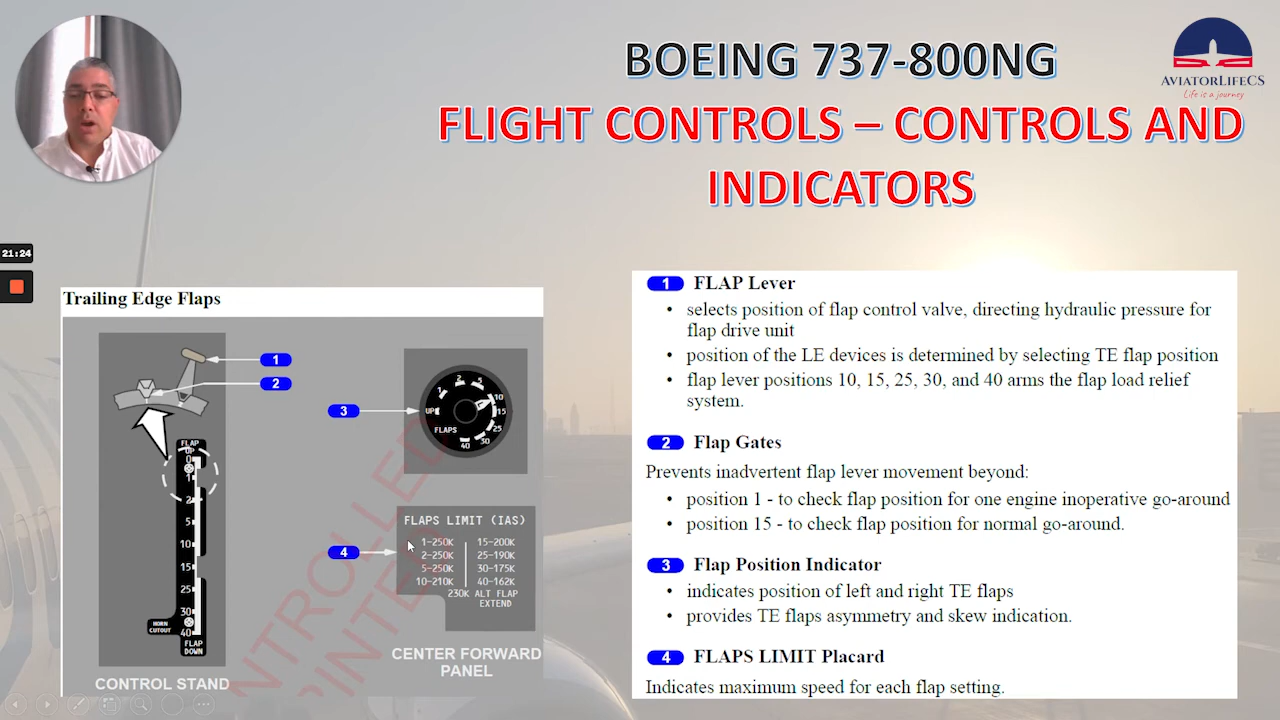 BOEING 737-800NG
FLIGHT CONTROLS – CONTROLS AND
INDICATORS
AVIATORLIFECS
Life is a journey
21:24
Trailing Edge Flaps
1
2
3
4
FLAP
UP
0
1
2
5
10
15
25
30
40
HORN
CUTOUT
FLAP
DOWN
CONTROL STAND
UP
1
2
5
10
15
25
30
40
FLAPS
FLAPS LIMIT (IAS)
1-250K 15-200K
2-250K 25-190K
5-250K 30-175K
10-210K 40-162K
230K ALT FLAP
EXTEND
CENTER FORWARD
PANEL
1 FLAP Lever
• selects position of flap control valve, directing hydraulic pressure for
flap drive unit
• position of the LE devices is determined by selecting TE flap position
• flap lever positions 10, 15, 25, 30, and 40 arms the flap load relief
system.
2 Flap Gates
Prevents inadvertent flap lever movement beyond:
• position 1 - to check flap position for one engine inoperative go-around
• position 15 - to check flap position for normal go-around.
3 Flap Position Indicator
• indicates position of left and right TE flaps
• provides TE flaps asymmetry and skew indication.
4 FLAPS LIMIT Placard
Indicates maximum speed for each flap setting.